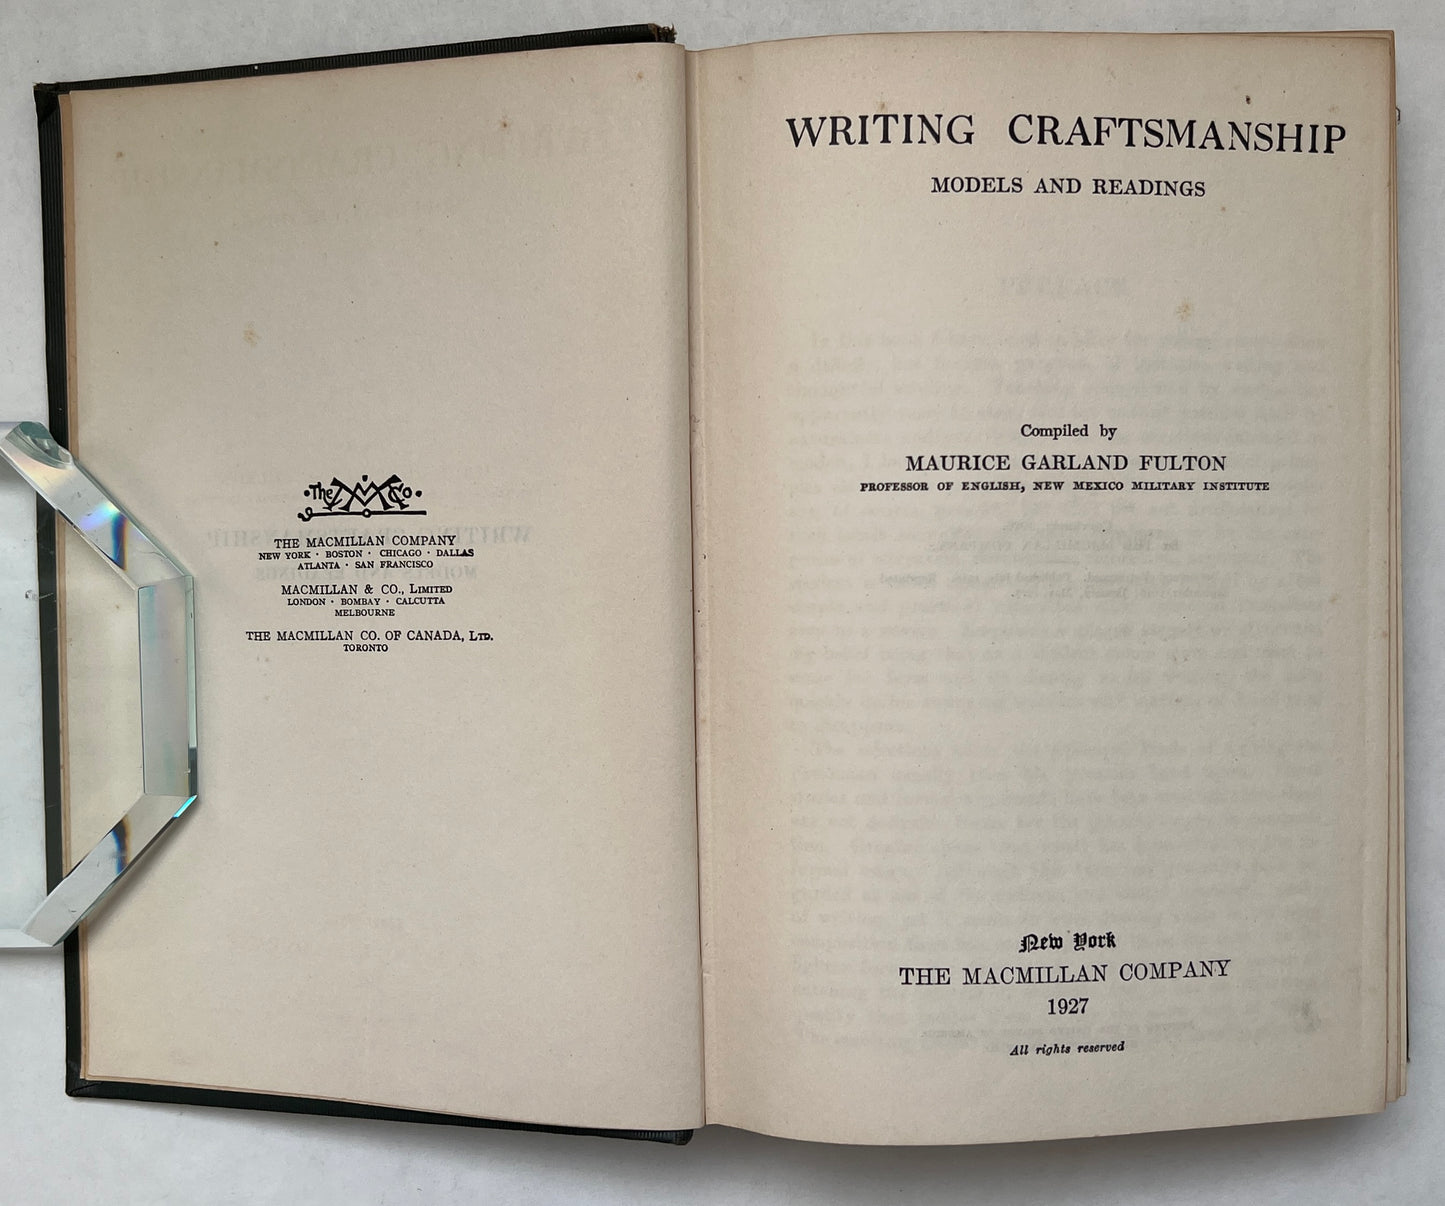 The M Co.
THE MACMILLAN COMPANY
NEW YORK · BOSTON · CHICAGO · DALLAS
ATLANTA · SAN FRANCISCO
MACMILLAN & CO., LIMITED
LONDON · BOMBAY · CALCUTTA
MELBOURNE
THE MACMILLAN CO. OF CANADA, LTD.
TORONTO
WRITING CRAFTSMANSHIP
MODELS AND READINGS
Compiled by
MAURICE GARLAND FULTON
PROFESSOR OF ENGLISH, NEW MEXICO MILITARY INSTITUTE
New York
THE MACMILLAN COMPANY
1927
All rights reserved